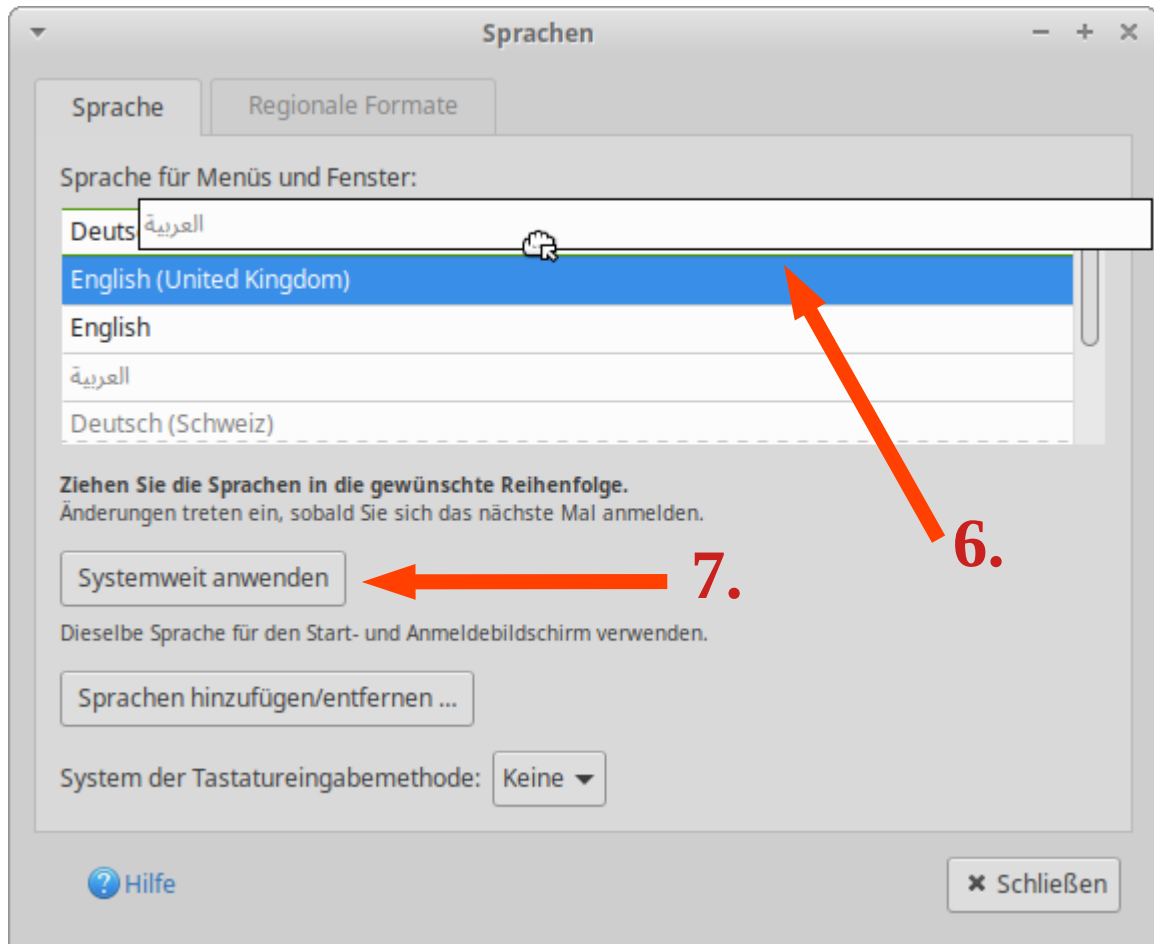 Sprachen
Sprache
Regionale Formate
Sprache für Menüs und Fenster:
العربية
Deuts
English (United Kingdom)
English
العربية
Deutsch (Schweiz)
Ziehen Sie die Sprachen in die gewünschte Reihenfolge.
Änderungen treten ein, sobald Sie sich das nächste Mal anmelden.
6.
Systemweit anwenden
7.
Dieselbe Sprache für den Start- und Anmeldebildschirm verwenden.
Sprachen hinzufügen/entfernen ...
System der Tastatureingabemethode: Keine
Hilfe
Schließen